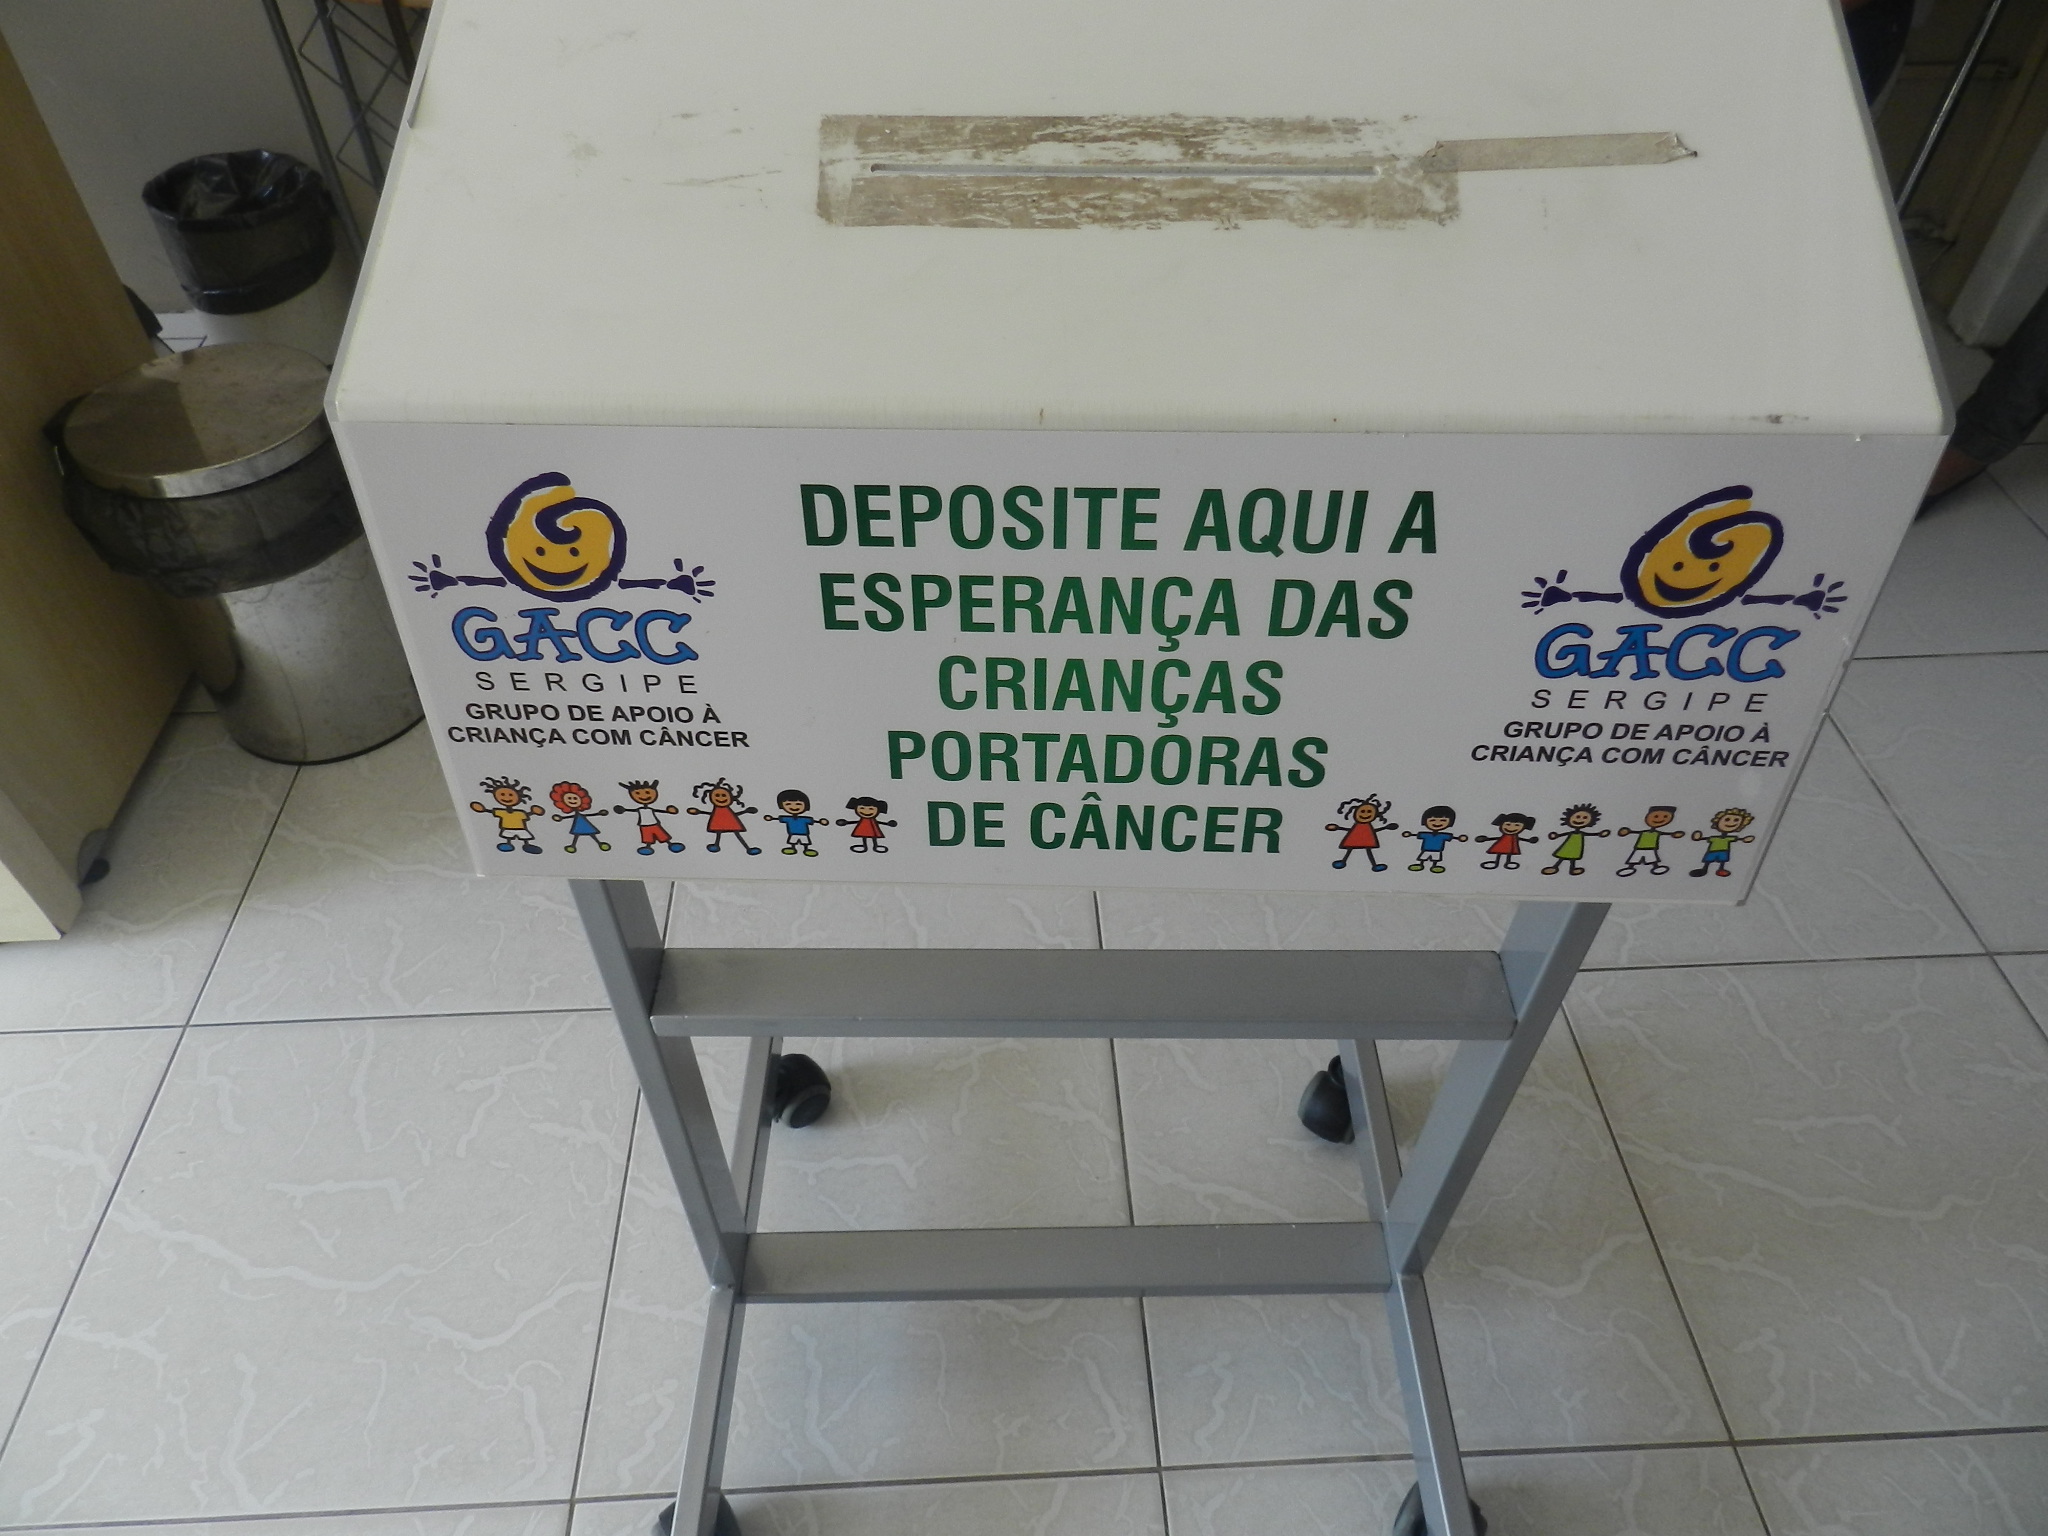 GACC
SERGIPE
GRUPO DE APOIO À
CRIANÇA COM CÂNCER
DEPOSITE AQUI A
ESPERANÇA DAS
CRIANÇAS
PORTADORAS
DE CÂNCER
GACC
SERGIPE
GRUPO DE APOIO À
CRIANÇA COM CÂNCER